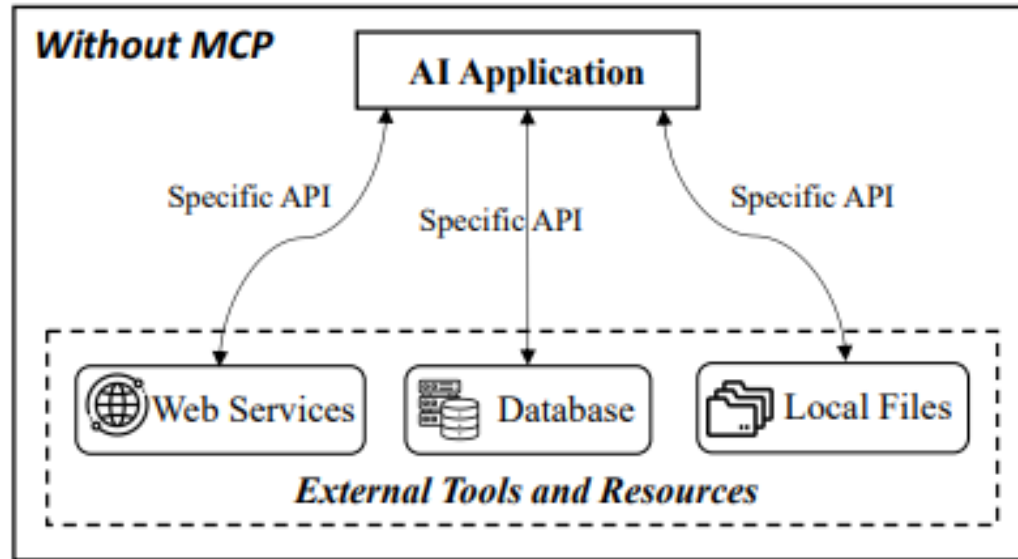 Without MCP
AI Application
Specific API
Specific API
Specific API
Web Services
Database
Local Files
External Tools and Resources